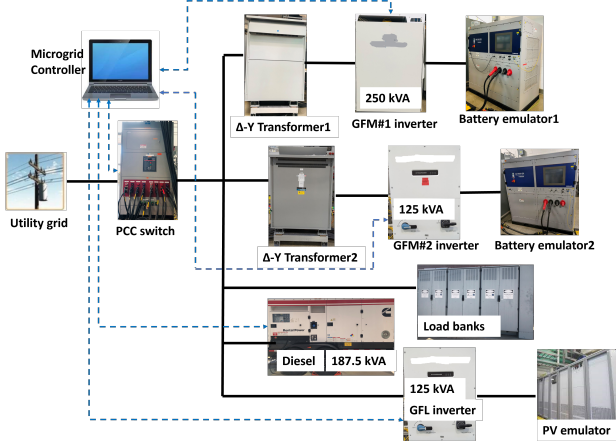 Microgrid
Controller
250 kVA
Δ-Y Transformer1
GFM#1 inverter
Battery emulator1
Utility grid
PCC switch
125 kVA
Δ-Y Transformer2
GFM#2 inverter
Battery emulator2
Load banks
Diesel
187.5 kVA
125 kVA
GFL inverter
PV emulator